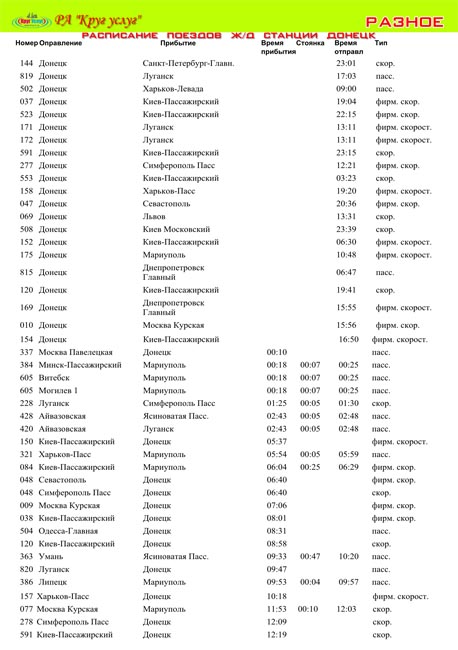 РА "Круг услуг"
РАЗНОЕ
РАСПИСАНИЕ ПОЕЗДОВ Ж/Д СТАНЦИИ ДОНЕЦК
Номер Оправление Прибытие Время прибытия Стоянка Время отправл Тип
144 Донецк Санкт-Петербург-Главн. 23:01 скор.
819 Донецк Луганск 17:03 пасс.
502 Донецк Харьков-Левада 09:00 пасс.
037 Донецк Киев-Пассажирский 19:04 фирм. скор.
523 Донецк Киев-Пассажирский 22:15 фирм. скор.
171 Донецк Луганск 13:11 фирм. скорост.
172 Донецк Луганск 13:11 фирм. скорост.
591 Донецк Киев-Пассажирский 23:15 скор.
277 Донецк Симферополь Пасс 12:21 фирм. скор.
553 Донецк Киев-Пассажирский 03:23 скор.
158 Донецк Харьков-Пасс 19:20 фирм. скорост.
047 Донецк Севастополь 20:36 фирм. скор.
069 Донецк Львов 13:31 скор.
508 Донецк Киев Московский 23:39 скор.
152 Донецк Киев-Пассажирский 06:30 фирм. скорост.
175 Донецк Мариуполь 10:48 фирм. скорост.
815 Донецк Днепропетровск Главный 06:47 пасс.
120 Донецк Киев-Пассажирский 19:41 скор.
169 Донецк Днепропетровск Главный 15:55 фирм. скорост.
010 Донецк Москва Курская 15:56 фирм. скор.
154 Донецк Киев-Пассажирский 16:50 фирм. скорост.
337 Москва Павелецкая Донецк 00:10 пасс.
384 Минск-Пассажирский Мариуполь 00:18 00:07 00:25 пасс.
605 Витебск Мариуполь 00:18 00:07 00:25 пасс.
605 Могилев 1 Мариуполь 00:18 00:07 00:25 пасс.
228 Луганск Симферополь Пасс 01:25 00:05 01:30 скор.
428 Айвазовская Ясиноватая Пасс. 02:43 00:05 02:48 пасс.
420 Айвазовская Луганск 02:43 00:05 02:48 пасс.
150 Киев-Пассажирский Донецк 05:37 фирм. скорост.
321 Харьков-Пасс Мариуполь 05:54 00:05 05:59 пасс.
084 Киев-Пассажирский Мариуполь 06:04 00:25 06:29 фирм. скор.
048 Севастополь Донецк 06:40 фирм. скор.
048 Симферополь Пасс Донецк 06:40 скор.
009 Москва Курская Донецк 07:06 фирм. скор.
038 Киев-Пассажирский Донецк 08:01 фирм. скор.
504 Одесса-Главная Донецк 08:31 пасс.
120 Киев-Пассажирский Донецк 08:58 скор.
363 Умань Ясиноватая Пасс. 09:33 00:47 10:20 пасс.
820 Луганск Донецк 09:47 пасс.
386 Липецк Мариуполь 09:53 00:04 09:57 пасс.
157 Харьков-Пасс Донецк 10:18 фирм. скорост.
077 Москва Курская Мариуполь 11:53 00:10 12:03 скор.
278 Симферополь Пасс Донецк 12:09 скор.
591 Киев-Пассажирский Донецк 12:19 скор.